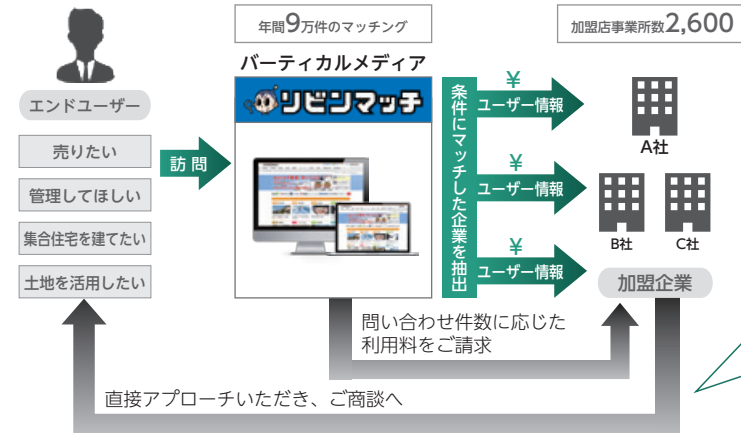 年間9万件のマッチング
加盟店事業所数2,600
バーティカルメディア
リビンマッチ
エンドユーザー
売りたい
管理してほしい
集合住宅を建てたい
土地を活用したい
訪問
条件にマッチした企業を抽出
¥
ユーザー情報
¥
ユーザー情報
¥
ユーザー情報
A社
B社
C社
加盟企業
問い合わせ件数に応じた
利用料をご請求
直接アプローチいただき、ご商談へ